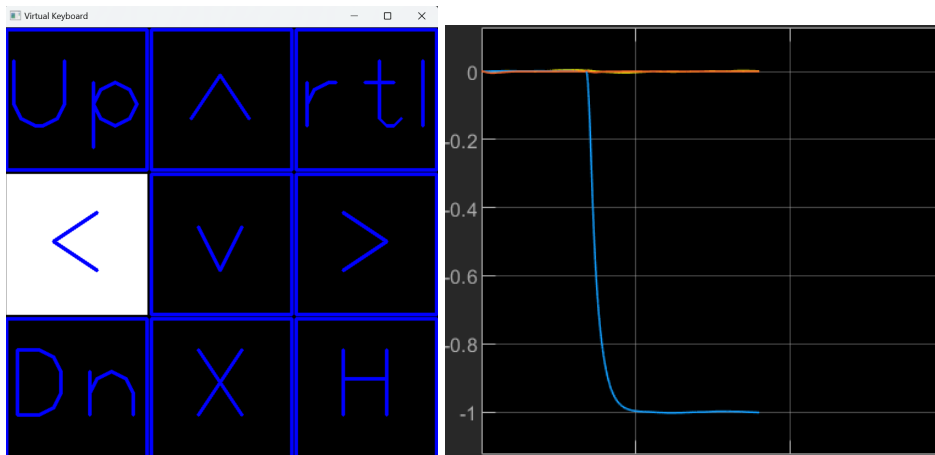 Virtual Keyboard
Up ^ rtl
< v >
Dn X H
0
-0.2
-0.4
-0.6
-0.8
-1